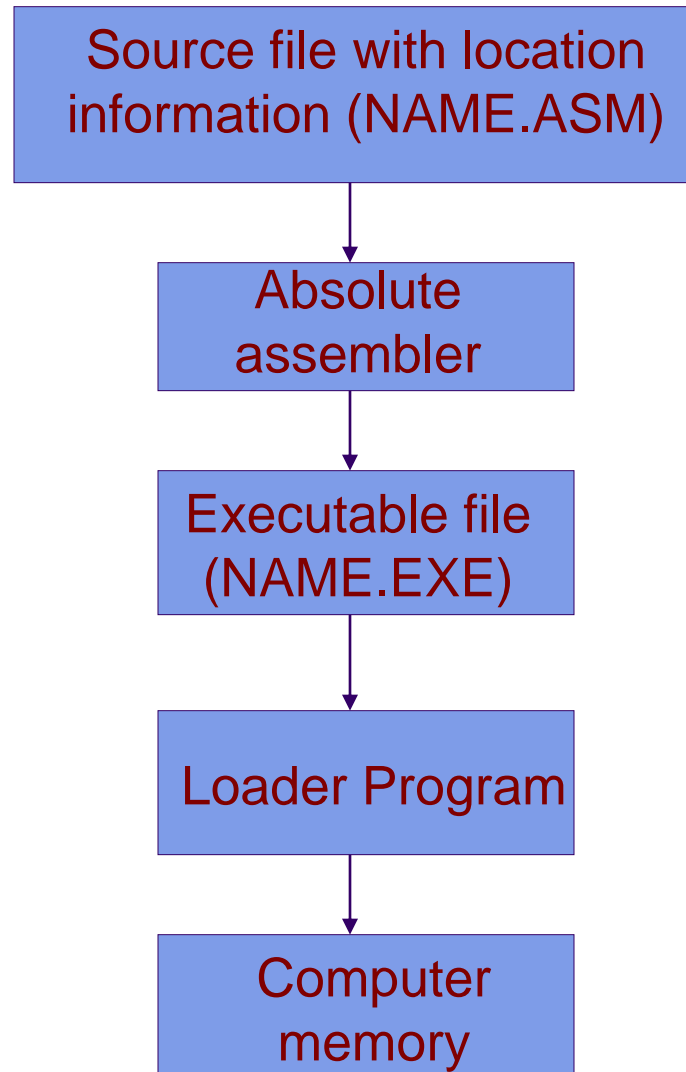 Source file with location
information (NAME.ASM)
Absolute
assembler
Executable file
(NAME.EXE)
Loader Program
Computer
memory